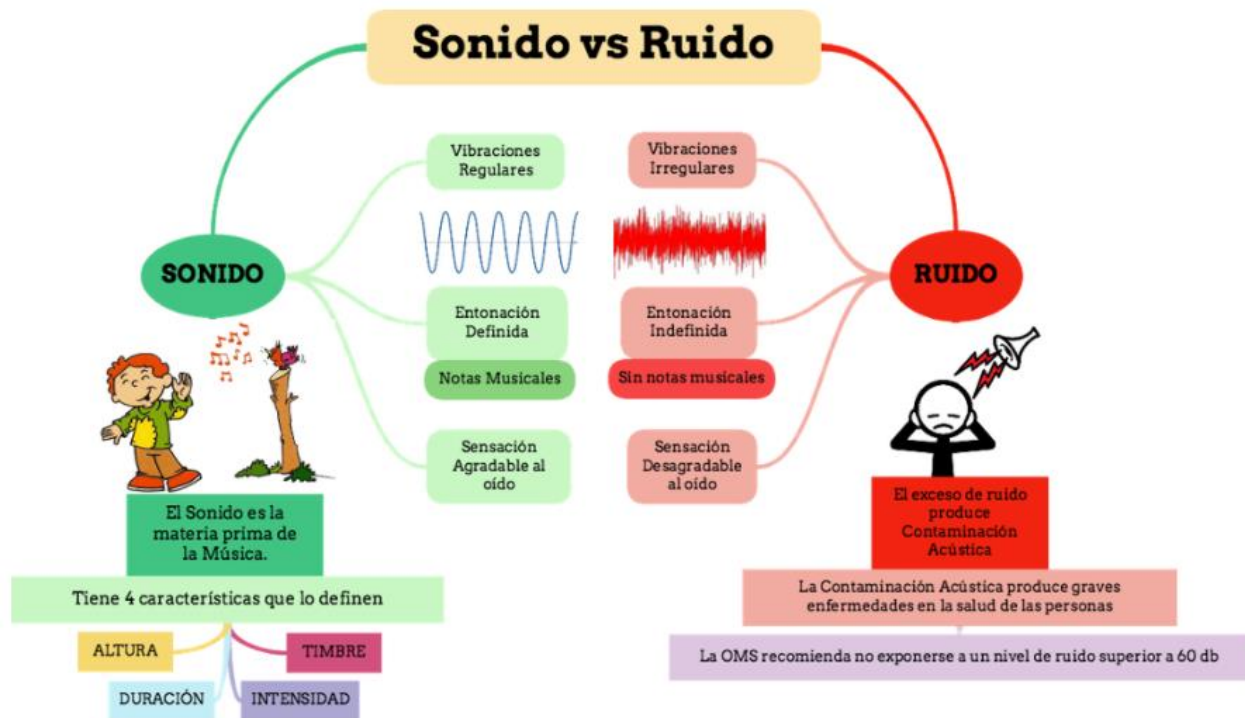 Sonido vs Ruido
SONIDO
Vibraciones
Regulares
Entonación
Definida
Notas Musicales
Sensación
Agradable al
oído
El Sonido es la
materia prima de
la Música.
Tiene 4 características que lo definen
ALTURA
TIMBRE
DURACIÓN
INTENSIDAD
RUIDO
Vibraciones
Irregulares
Entonación
Indefinida
Sin notas musicales
Sensación
Desagradable
al oído
El exceso de ruido
produce
Contaminación
Acústica
La Contaminación Acústica produce graves
enfermedades en la salud de las personas
La OMS recomienda no exponerse a un nivel de ruido superior a 60 db